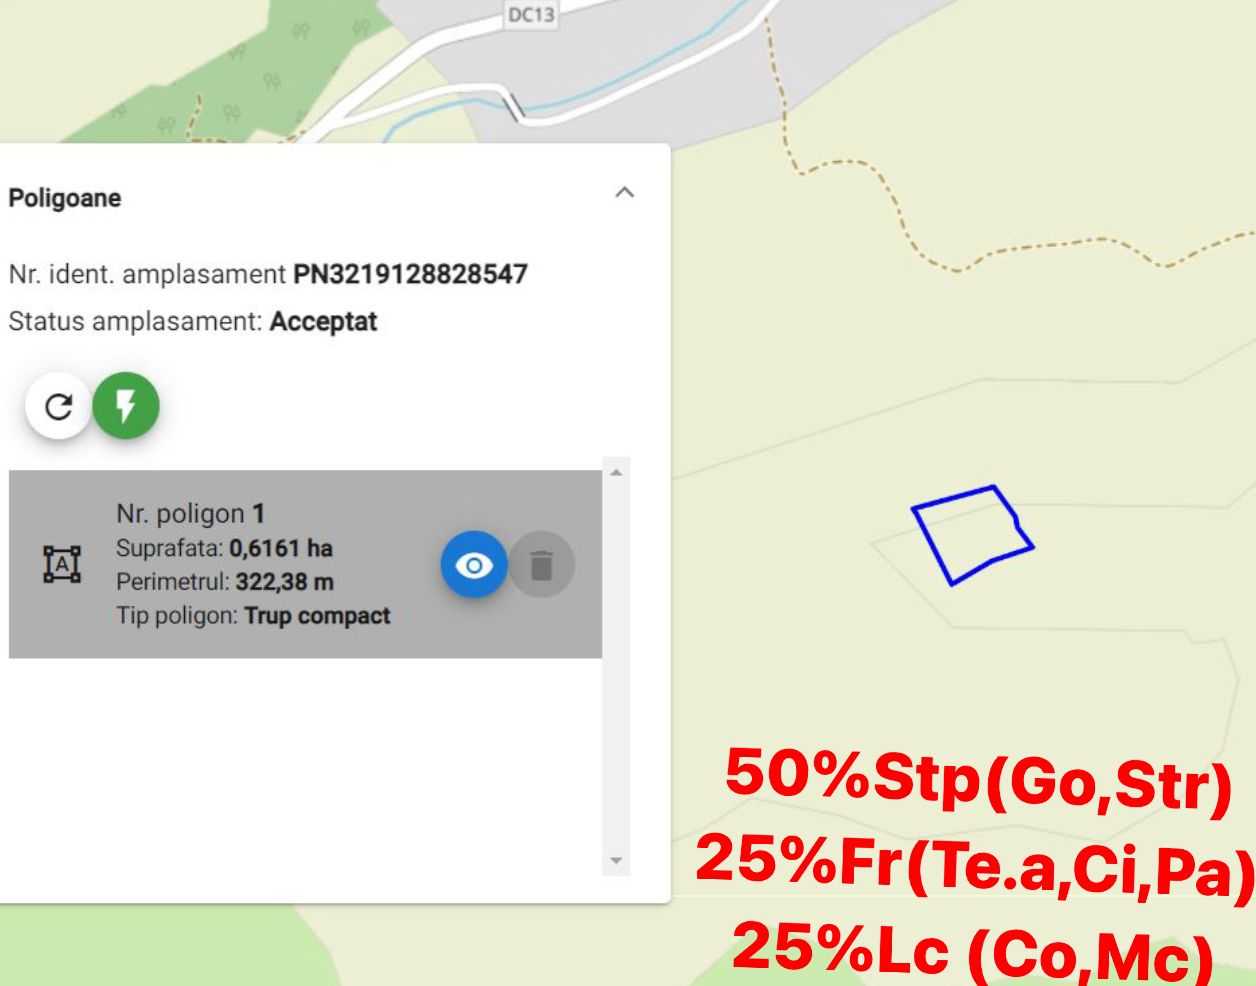 DC13
Poligoane
Nr. ident. amplasament PN3219128828547
Status amplasament: Acceptat
A
Nr. poligon 1
Suprafata: 0,6161 ha
Perimetrul: 322,38 m
Tip poligon: Trup compact
50%Stp(Go,Str)
25%Fr(Te.a,Ci,Pa)
25%Lc (Co,Mc)